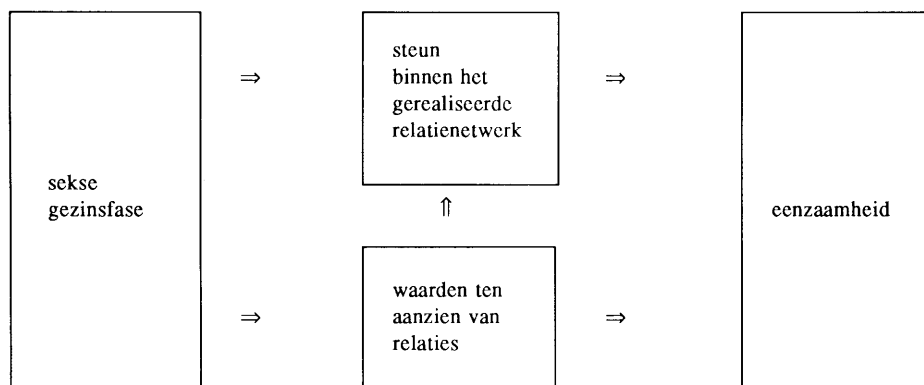 sekse
gezinsfase
steun
binnen het
gerealiseerde
relatienetwerk
waarden ten
aanzien van
relaties
eenzaamheid